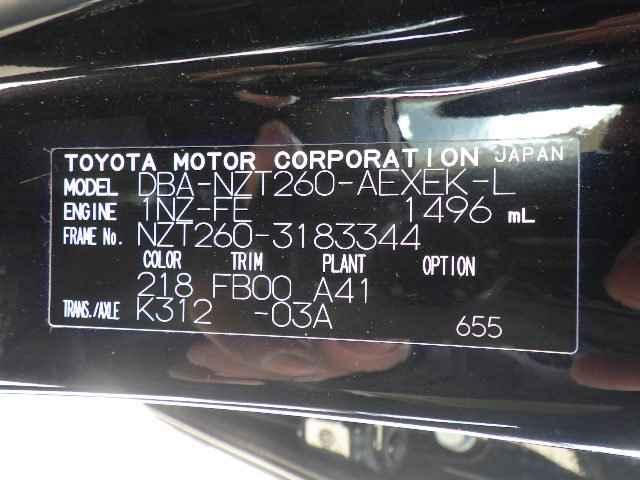 TOYOTA MOTOR CORPORATION JAPAN
MODEL DBA-NZT260-AEXEK-L
ENGINE 1NZ-FE 1496 mL
FRAME No. NZT260-3183344
COLOR TRIM PLANT OPTION
218 FB00 A41
TRANS./AXLE K312 -03A 655